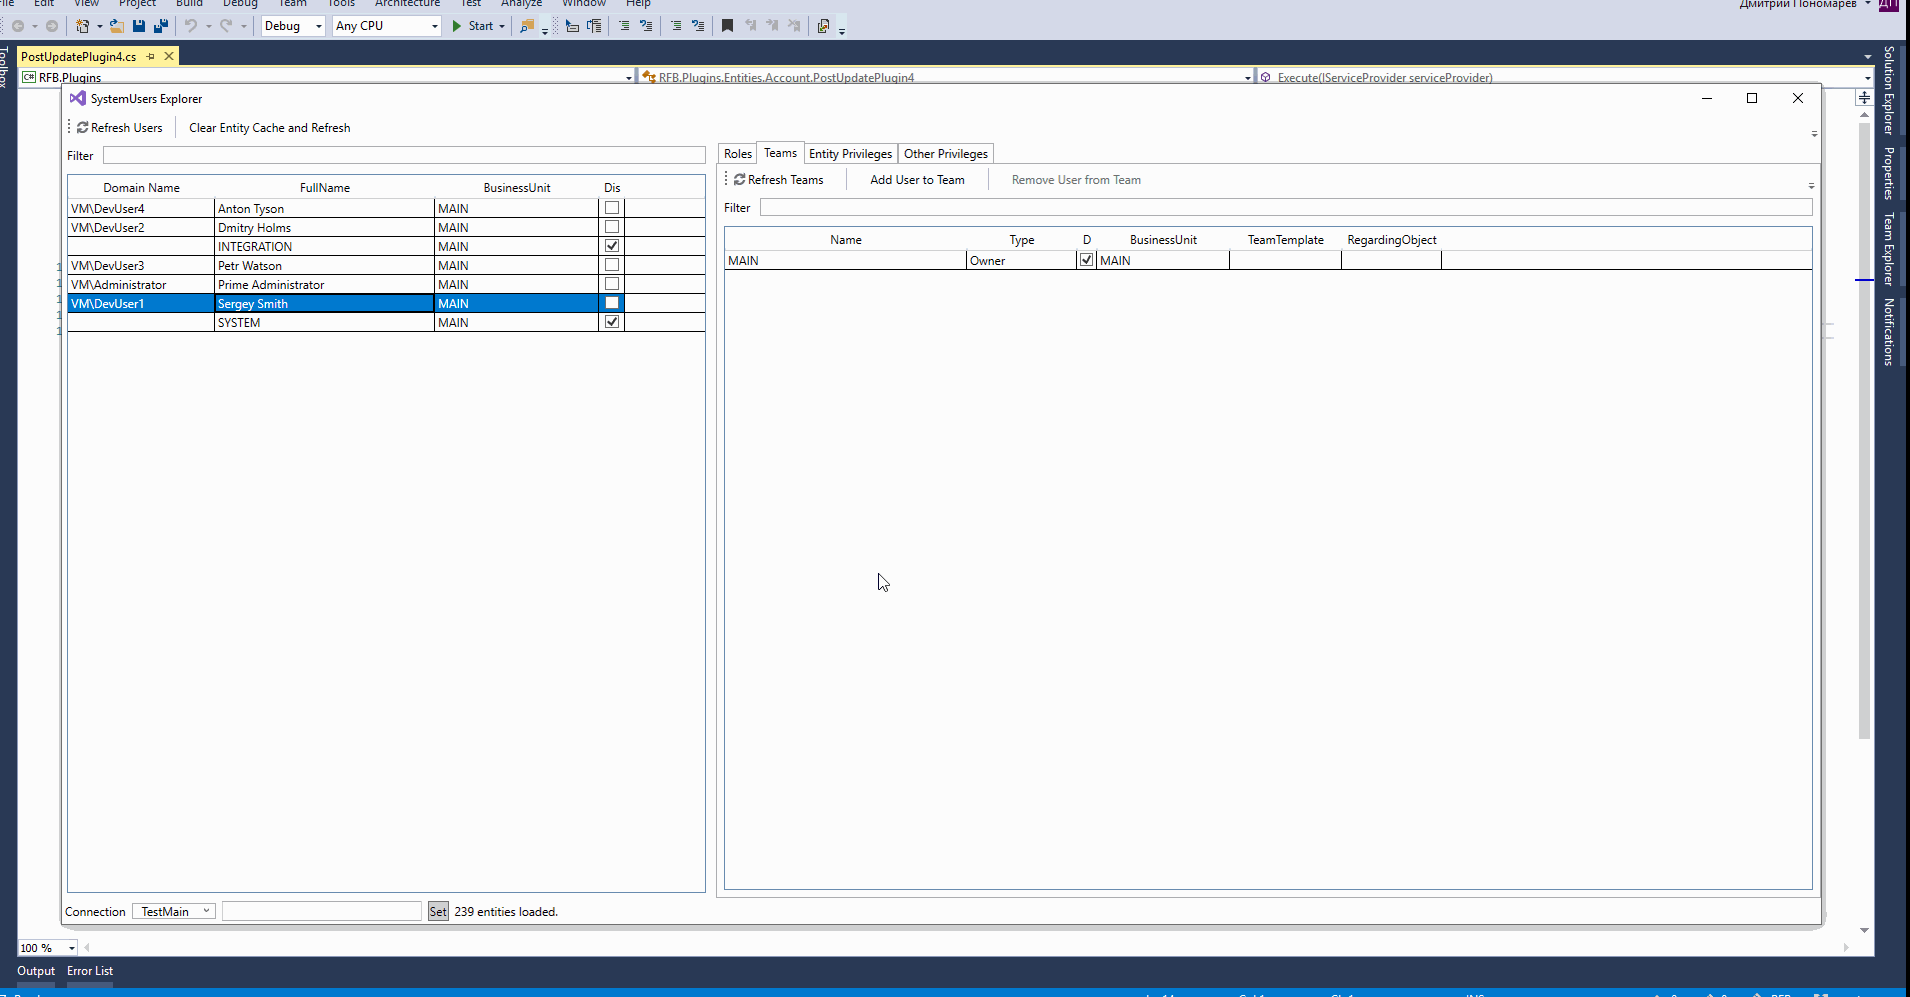 File Edit View Project Build Debug Team Tools Architecture Test Analyze Window Help Дмитрий Пономарев ДП
Debug Any CPU Start
PostUpdatePlugin4.cs
Toolbox
RFB.Plugins RFB.Plugins.Entities.Account.PostUpdatePlugin4 Execute(IServiceProvider serviceProvider)
SystemUsers Explorer
Refresh Users Clear Entity Cache and Refresh
Filter
Domain Name FullName BusinessUnit Dis
VM\DevUser4 Anton Tyson MAIN
VM\DevUser2 Dmitry Holms MAIN
INTEGRATION MAIN
VM\DevUser3 Petr Watson MAIN
VM\Administrator Prime Administrator MAIN
VM\DevUser1 Sergey Smith MAIN
SYSTEM MAIN
Roles Teams Entity Privileges Other Privileges
Refresh Teams Add User to Team Remove User from Team
Filter
Name Type D BusinessUnit TeamTemplate RegardingObject
MAIN Owner MAIN
Connection TestMain Set 239 entities loaded.
Solution Explorer
Properties
Team Explorer
Notifications
100 %
Output Error List